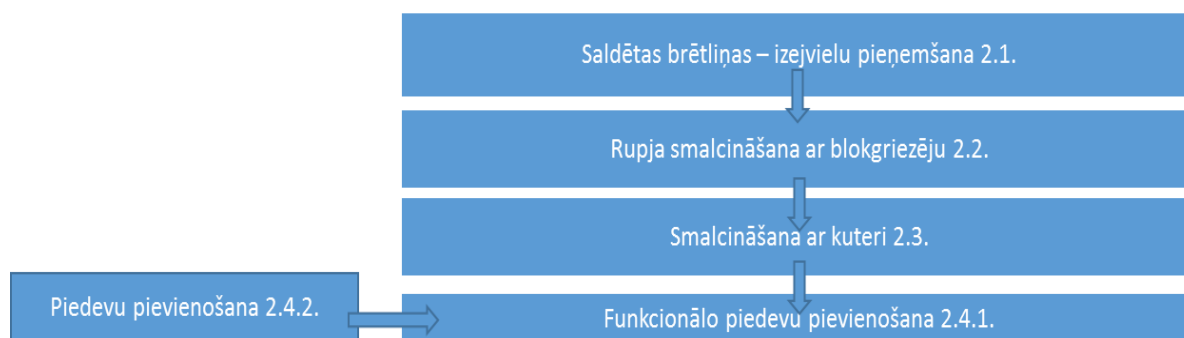 Saldētas brētliņas – izejvielu pieņemšana 2.1.
Rupja smalcināšana ar blokgriezēju 2.2.
Smalcināšana ar kuteri 2.3.
Piedevu pievienošana 2.4.2.
Funkcionālo piedevu pievienošana 2.4.1.